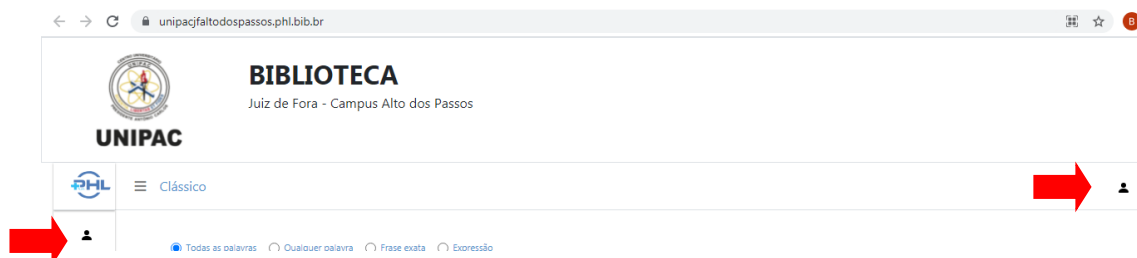 unipacjfaltodospassos.phl.bib.br
B
BIBLIOTECA
Juiz de Fora - Campus Alto dos Passos
UNIPAC
PHL
Clássico
Todas as palavras Qualquer palavra Frase exata Expressão